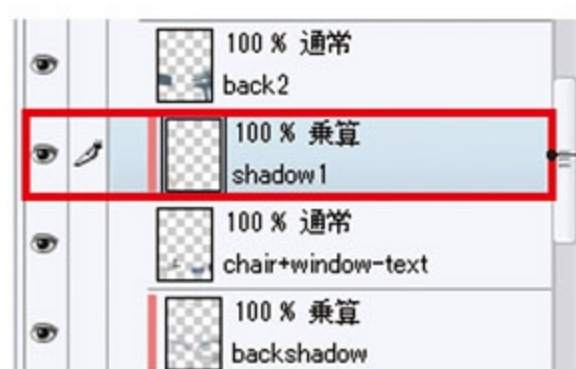 100 % 通常
back2
100 % 乗算
shadow1
100 % 通常
chair+window-text
100 % 乗算
backshadow